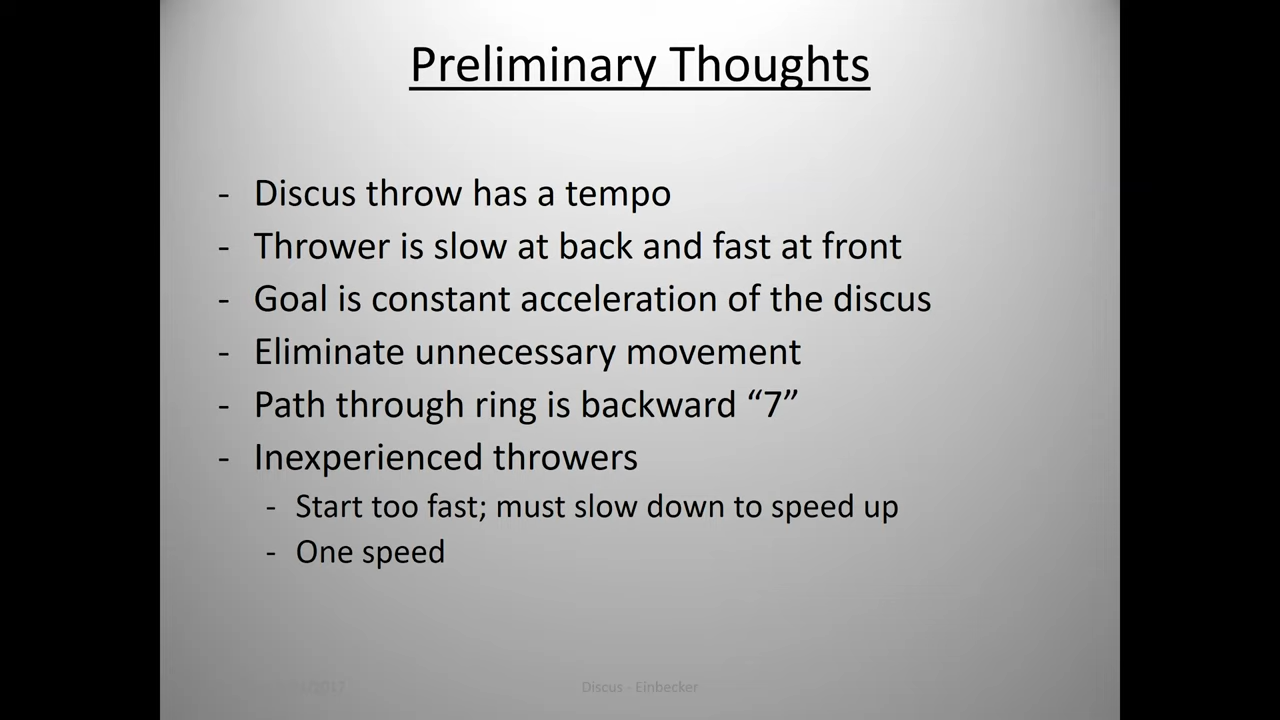 Preliminary Thoughts
- Discus throw has a tempo
- Thrower is slow at back and fast at front
- Goal is constant acceleration of the discus
- Eliminate unnecessary movement
- Path through ring is backward “7”
- Inexperienced throwers
- Start too fast; must slow down to speed up
- One speed
Discus - Einbecker